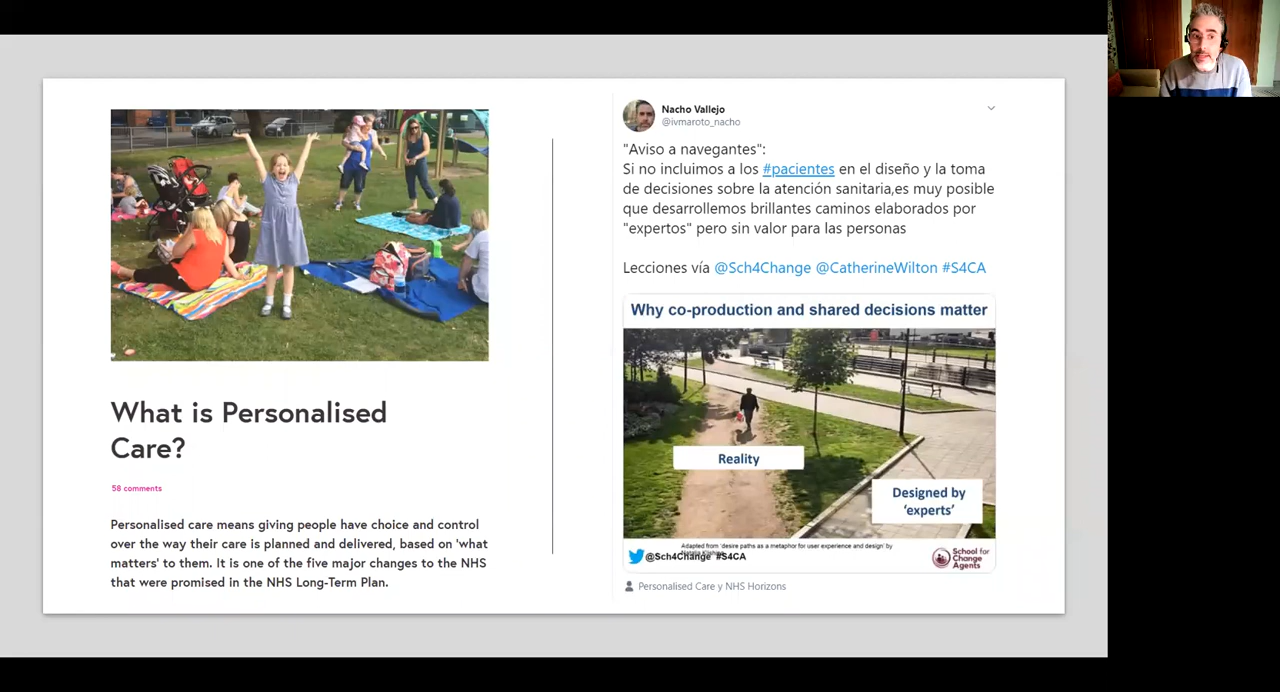 What is Personalised
Care?
58 comments
Personalised care means giving people have choice and control
over the way their care is planned and delivered, based on 'what
matters' to them. It is one of the five major changes to the NHS
that were promised in the NHS Long-Term Plan.
Nacho Vallejo
@ivmaroto_nacho
"Aviso a navegantes":
Si no incluimos a los #pacientes en el diseño y la toma
de decisiones sobre la atención sanitaria,es muy posible
que desarrollemos brillantes caminos elaborados por
"expertos" pero sin valor para las personas
Lecciones vía @Sch4Change @CatherineWilton #S4CA
Why co-production and shared decisions matter
Reality
Designed by
'experts'
Adapted from 'desire paths as a metaphor for user experience and design' by
@Sch4Change #S4CA
School for
Change
Agents
Personalised Care y NHS Horizons